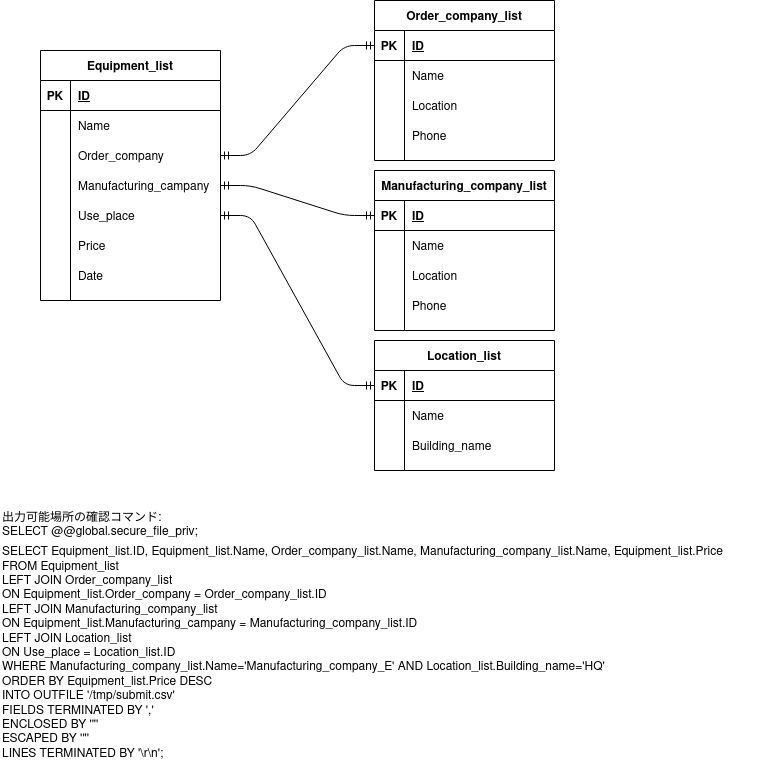 Order_company_list
PK ID
Name
Location
Phone
Equipment_list
PK ID
Name
Order_company
Manufacturing_campany
Use_place
Price
Date
Manufacturing_company_list
PK ID
Name
Location
Phone
Location_list
PK ID
Name
Building_name
出力可能場所の確認コマンド:
SELECT @@global.secure_file_priv;
SELECT Equipment_list.ID, Equipment_list.Name, Order_company_list.Name, Manufacturing_company_list.Name, Equipment_list.Price
FROM Equipment_list
LEFT JOIN Order_company_list
ON Equipment_list.Order_company = Order_company_list.ID
LEFT JOIN Manufacturing_company_list
ON Equipment_list.Manufacturing_campany = Manufacturing_company_list.ID
LEFT JOIN Location_list
ON Use_place = Location_list.ID
WHERE Manufacturing_company_list.Name='Manufacturing_company_E' AND Location_list.Building_name='HQ'
ORDER BY Equipment_list.Price DESC
INTO OUTFILE '/tmp/submit.csv'
FIELDS TERMINATED BY ','
ENCLOSED BY '"'
ESCAPED BY '"'
LINES TERMINATED BY '\r\n';